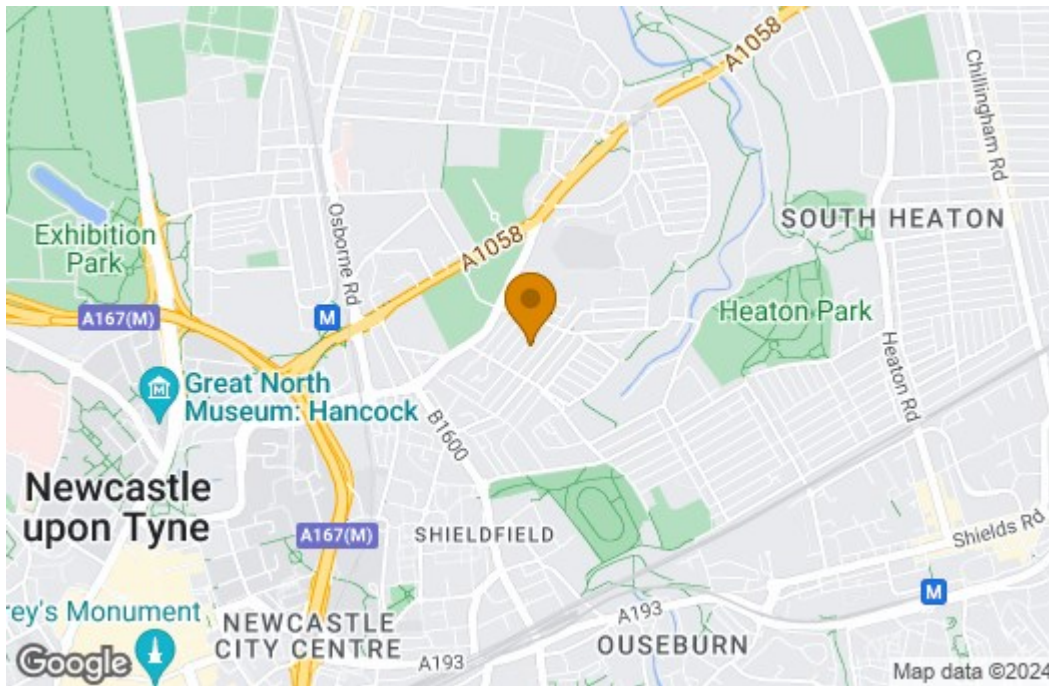 A1058
Chillingham Rd
Osborne Rd
SOUTH HEATON
Exhibition
Park
A1058
A167(M)
M
Heaton Park
Great North
Museum: Hancock
Heaton Rd
B1600
Newcastle
upon Tyne
A167(M)
SHIELDFIELD
Shields Rd
M
rey's Monument
NEWCASTLE
CITY CENTRE
A193
A193
OUSEBURN
Google
Map data ©2024